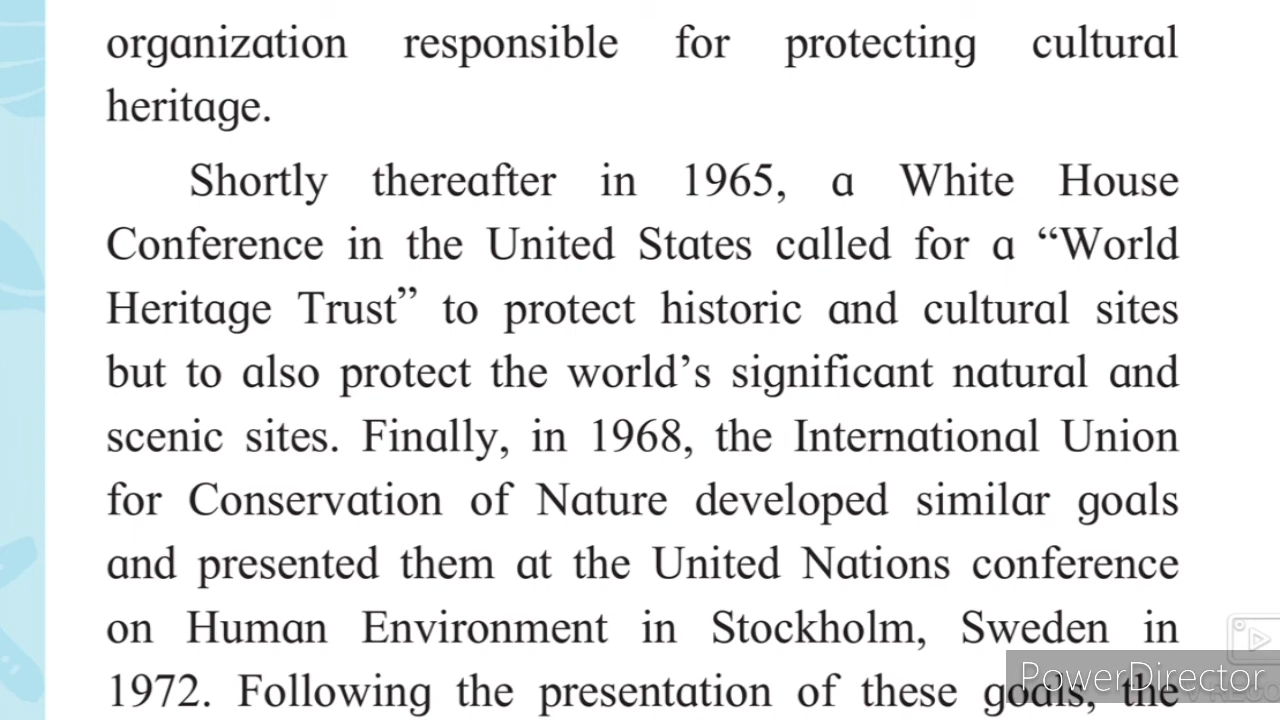 organization responsible for protecting cultural
heritage.
Shortly thereafter in 1965, a White House
Conference in the United States called for a “World
Heritage Trust” to protect historic and cultural sites
but to also protect the world’s significant natural and
scenic sites. Finally, in 1968, the International Union
for Conservation of Nature developed similar goals
and presented them at the United Nations conference
on Human Environment in Stockholm, Sweden in
1972. Following the presentation of these goals, the
PowerDirector